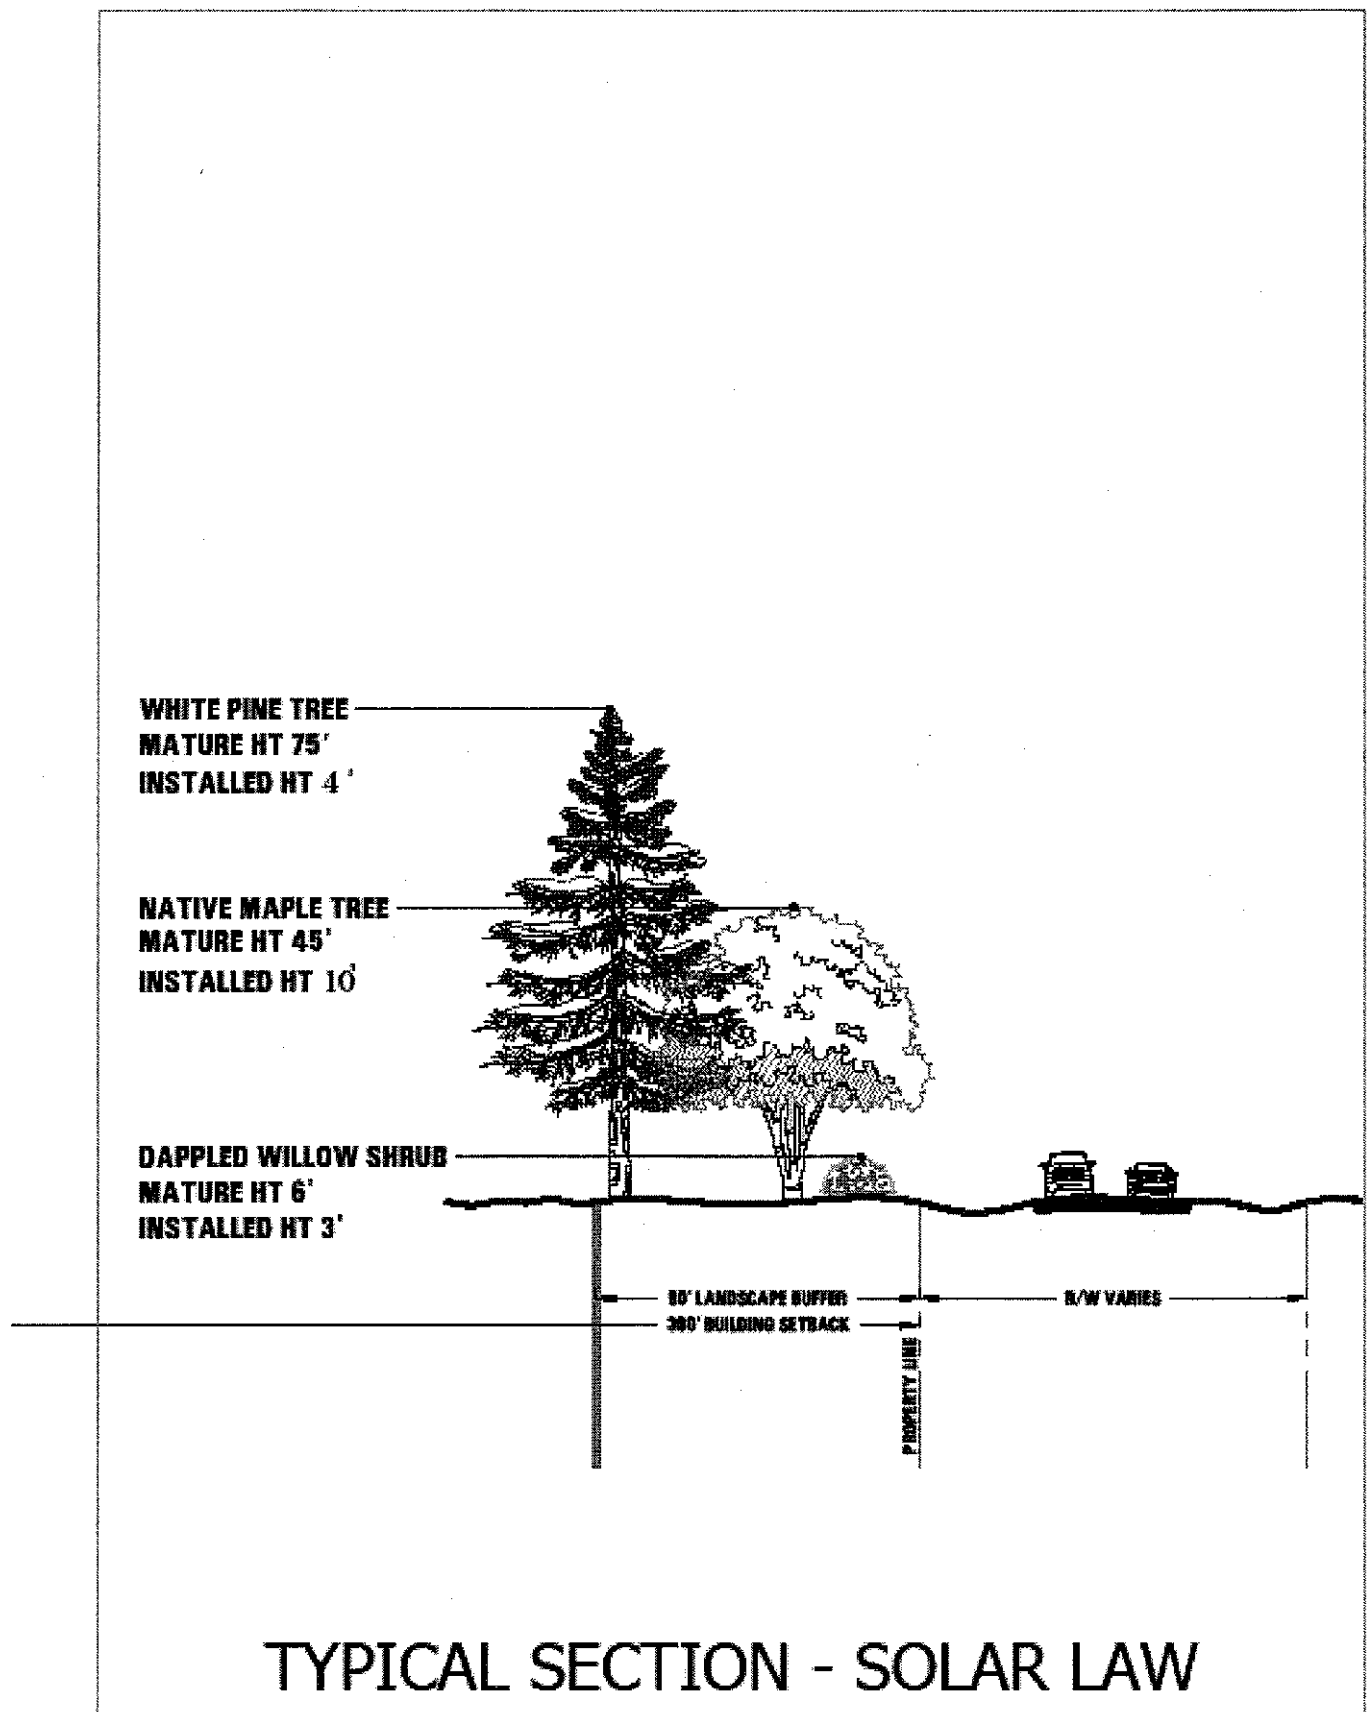 WHITE PINE TREE
MATURE HT 75'
INSTALLED HT 4'
NATIVE MAPLE TREE
MATURE HT 45'
INSTALLED HT 10'
DAPPLED WILLOW SHRUB
MATURE HT 6'
INSTALLED HT 3'
LANDSCAPE BUFFER
R/W VARIES
BUILDING SETBACK
PROPERTY LINE
TYPICAL SECTION - SOLAR LAW